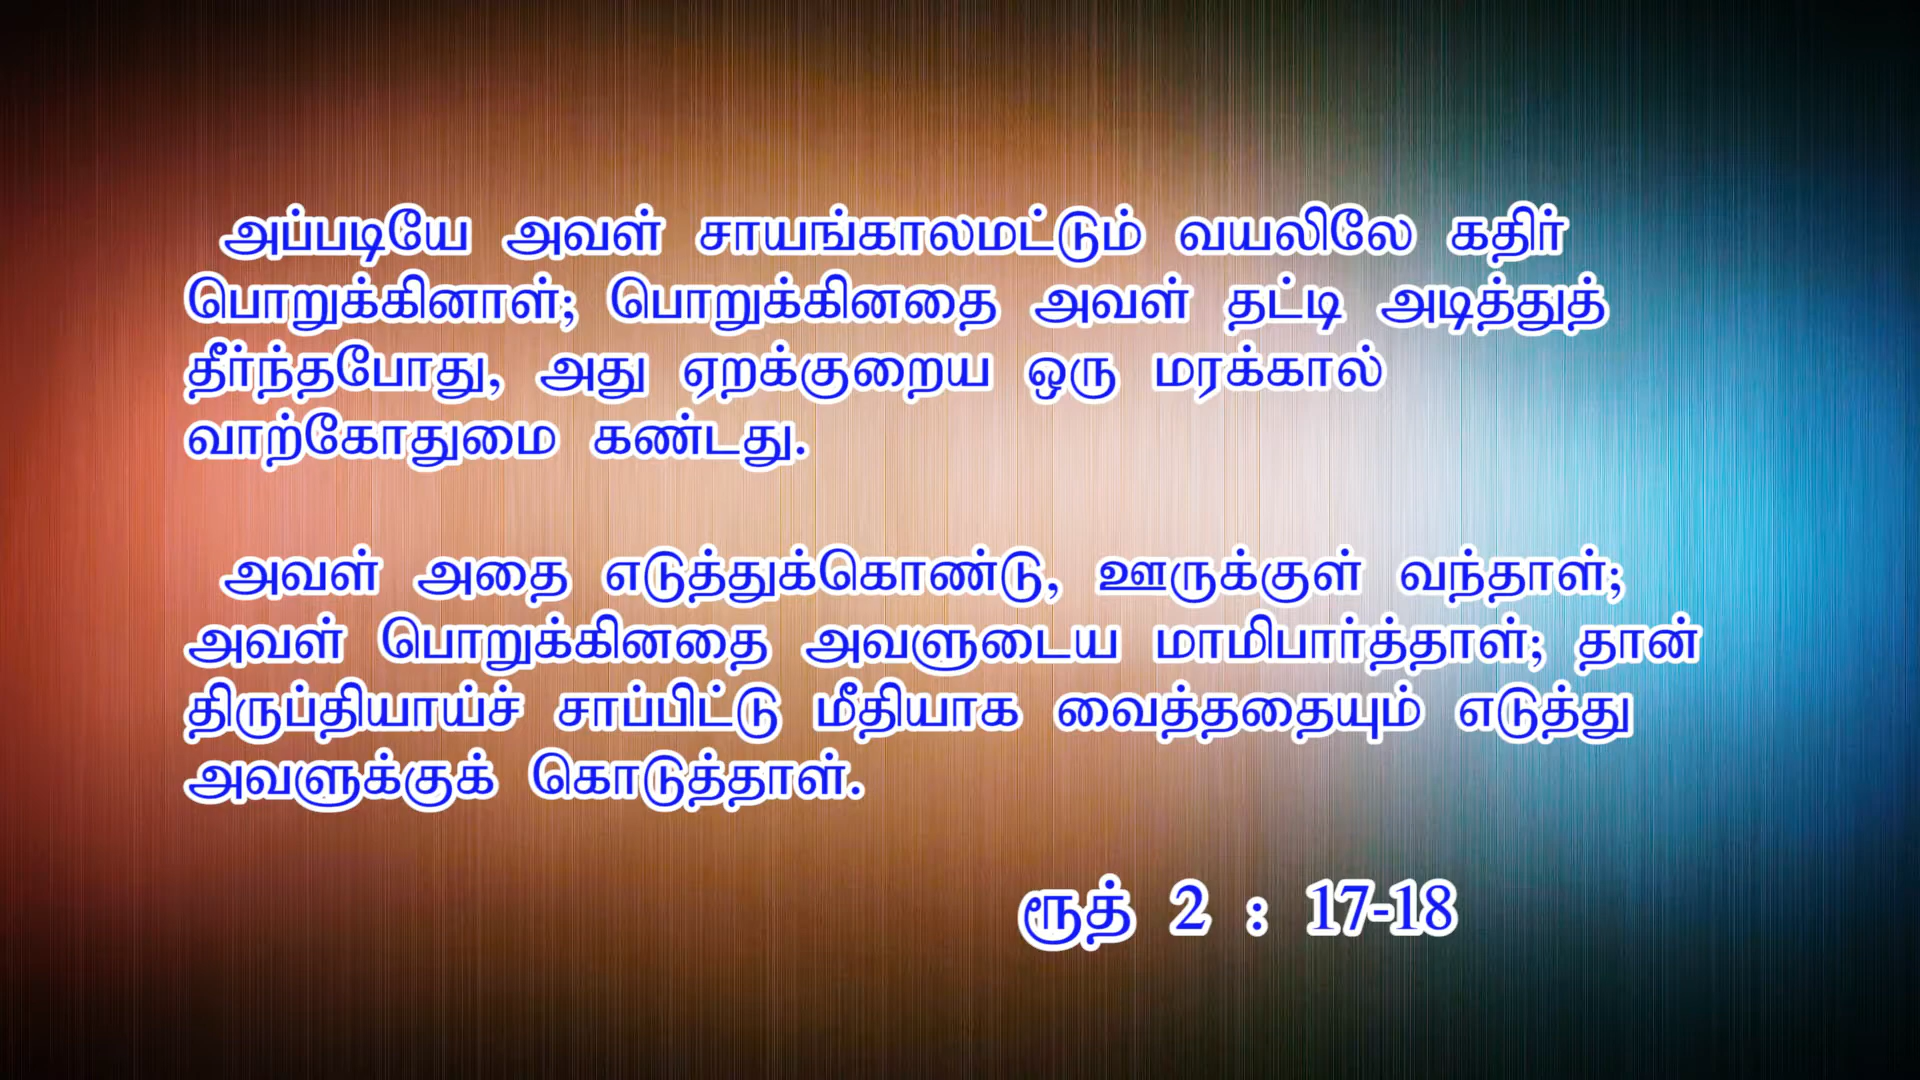 அப்படியே அவள் சாயங்காலமட்டும் வயலிலே கதிர்
பொறுக்கினாள்; பொறுக்கினதை அவள் தட்டி அடித்துத்
தீர்ந்தபோது, அது ஏறக்குறைய ஒரு மரக்கால்
வாற்கோதுமை கண்டது.
அவள் அதை எடுத்துக்கொண்டு, ஊருக்குள் வந்தாள்;
அவள் பொறுக்கினதை அவளுடைய மாமிபார்த்தாள்; தான்
திருப்தியாய்ச் சாப்பிட்டு மீதியாக வைத்ததையும் எடுத்து
அவளுக்குக் கொடுத்தாள்.
ரூத் 2 : 17-18